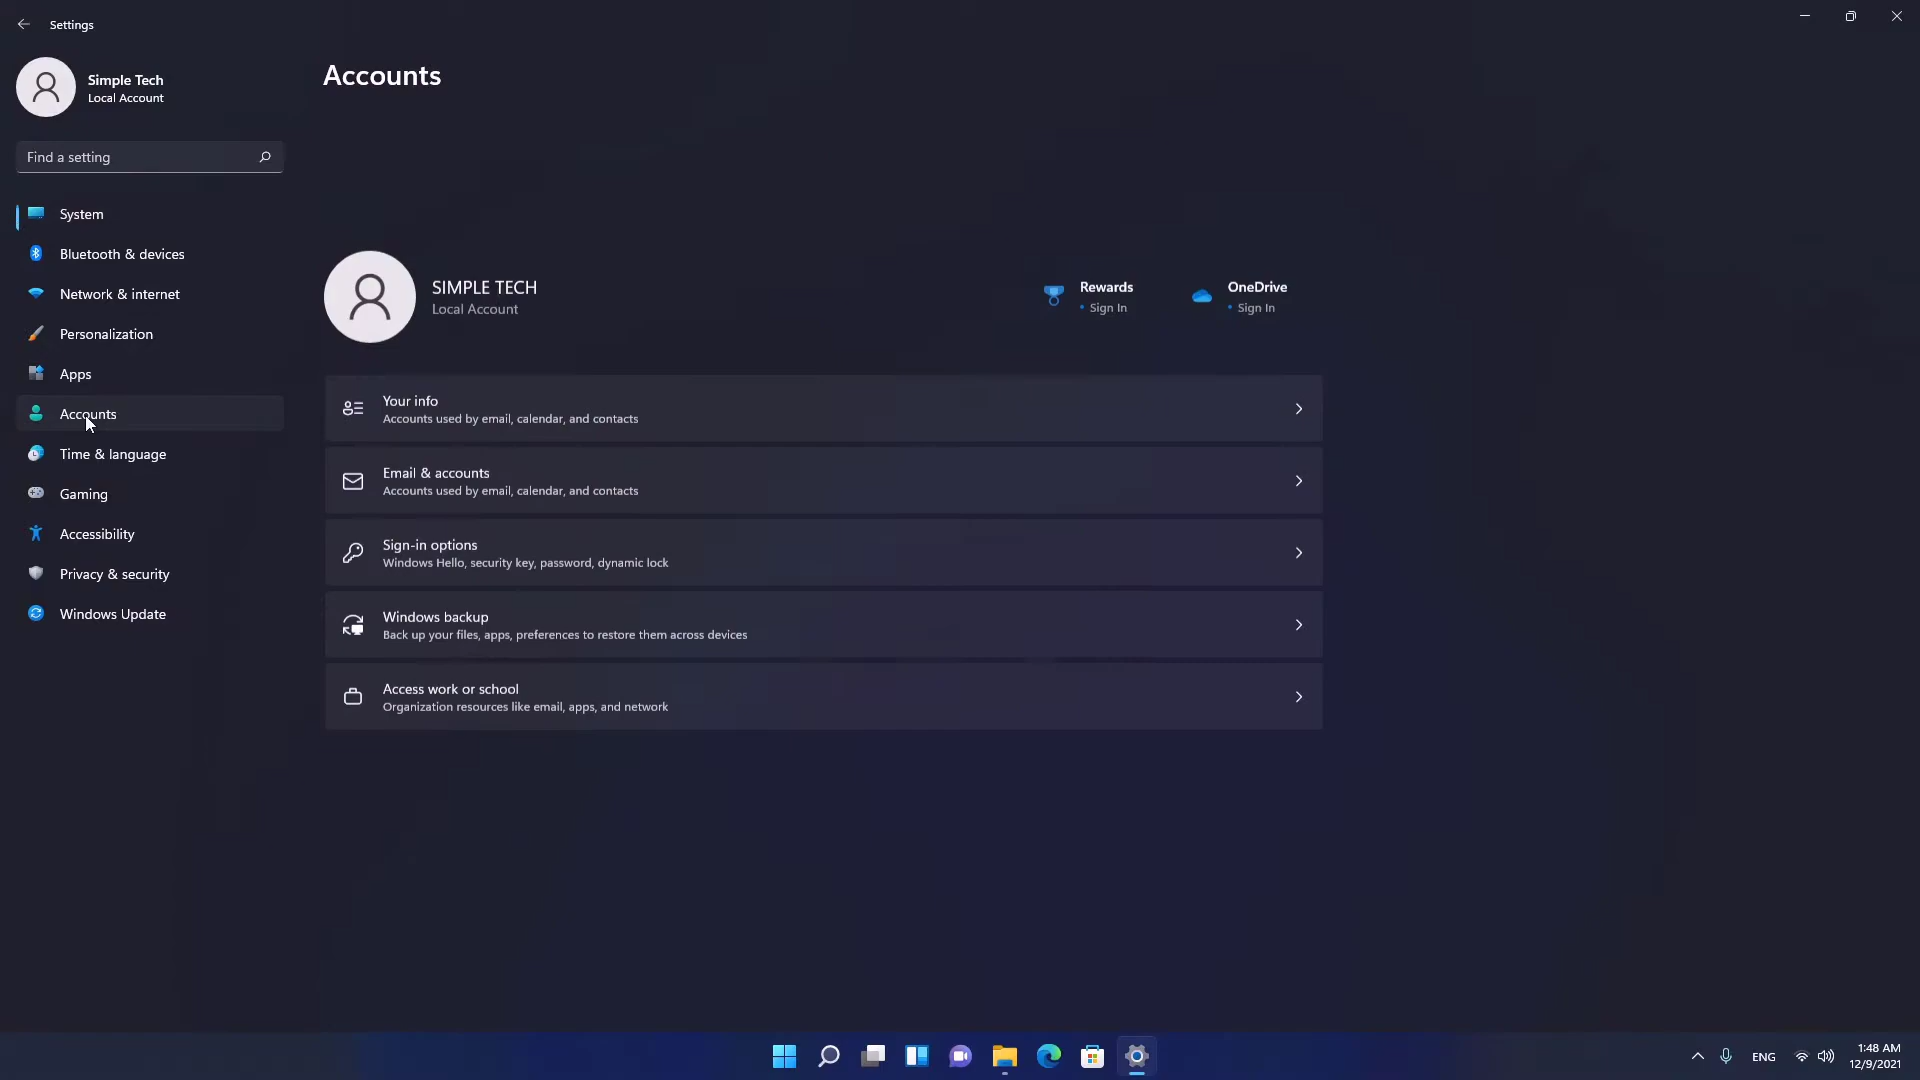 Settings
Simple Tech
Local Account
Find a setting
System
Bluetooth & devices
Network & internet
Personalization
Apps
Accounts
Time & language
Gaming
Accessibility
Privacy & security
Windows Update
Accounts
SIMPLE TECH
Local Account
Rewards
• Sign In
OneDrive
• Sign In
Your info
Accounts used by email, calendar, and contacts
Email & accounts
Accounts used by email, calendar, and contacts
Sign-in options
Windows Hello, security key, password, dynamic lock
Windows backup
Back up your files, apps, preferences to restore them across devices
Access work or school
Organization resources like email, apps, and network
ENG
1:48 AM
12/9/2021